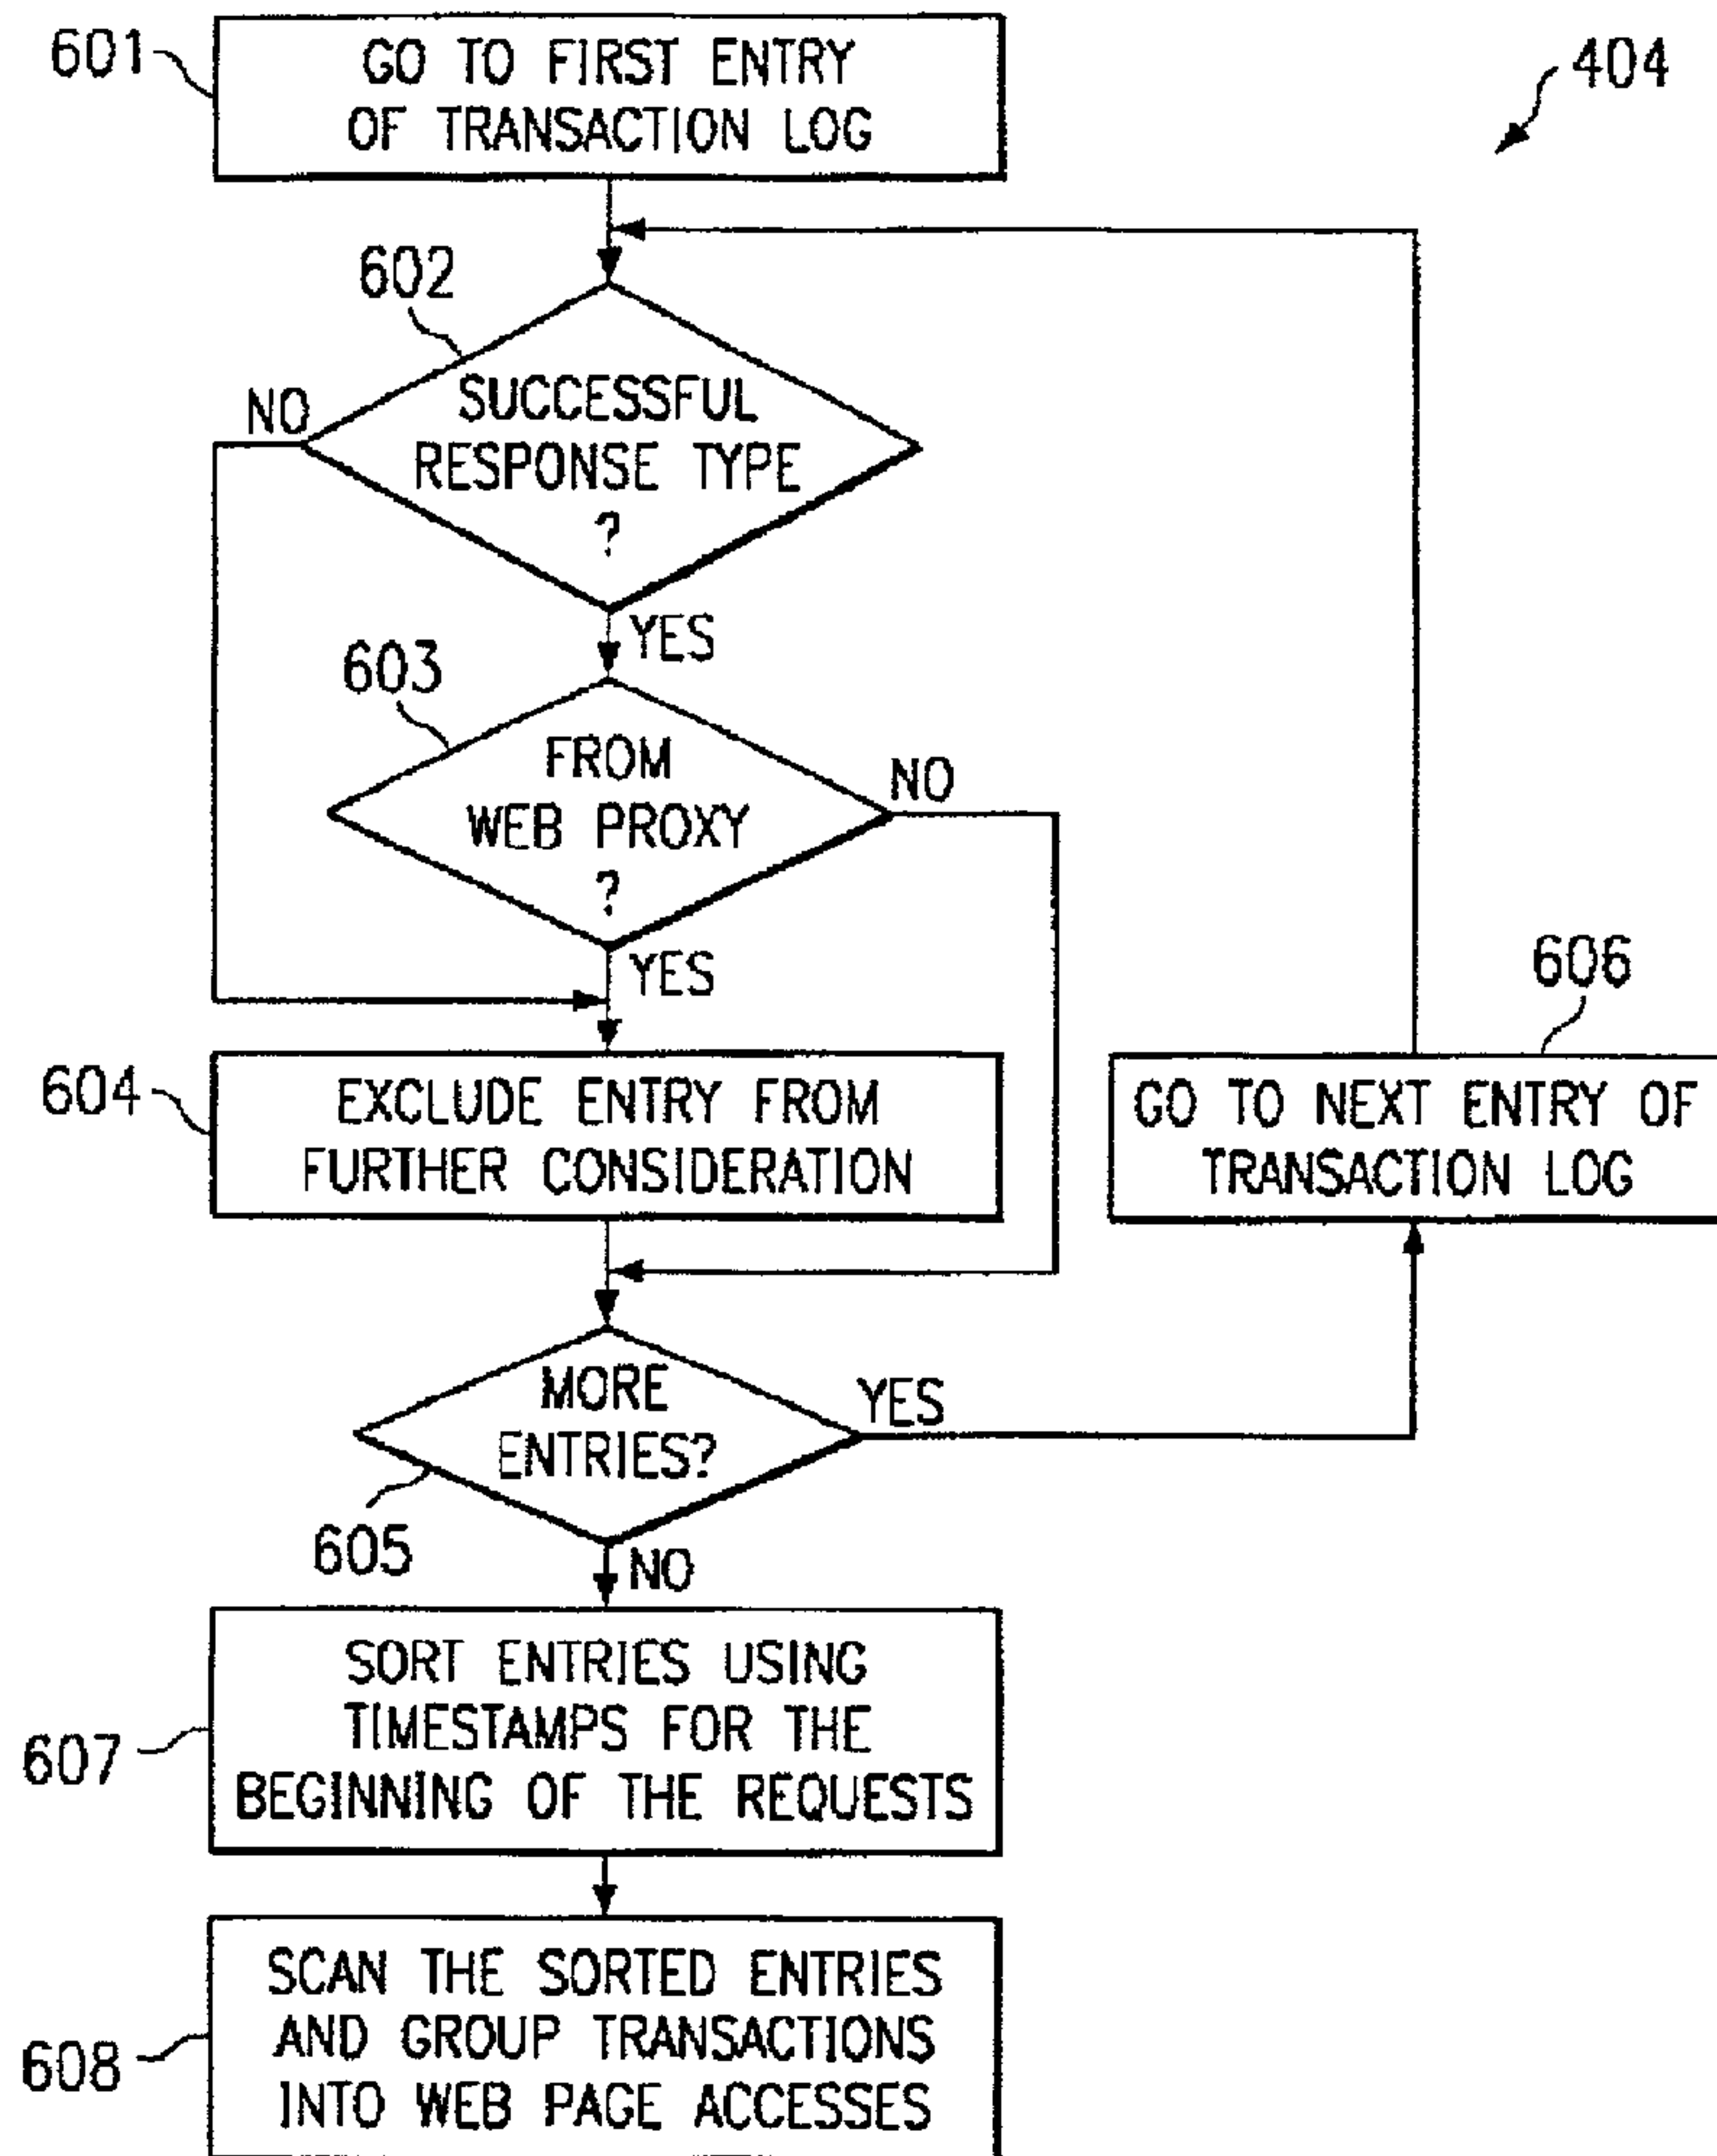 601
GO TO FIRST ENTRY
OF TRANSACTION LOG
404
602
SUCCESSFUL
RESPONSE TYPE
?
NO
YES
603
FROM
WEB PROXY
?
NO
YES
604
EXCLUDE ENTRY FROM
FURTHER CONSIDERATION
606
GO TO NEXT ENTRY OF
TRANSACTION LOG
MORE
ENTRIES?
YES
605
NO
607
SORT ENTRIES USING
TIMESTAMPS FOR THE
BEGINNING OF THE REQUESTS
608
SCAN THE SORTED ENTRIES
AND GROUP TRANSACTIONS
INTO WEB PAGE ACCESSES